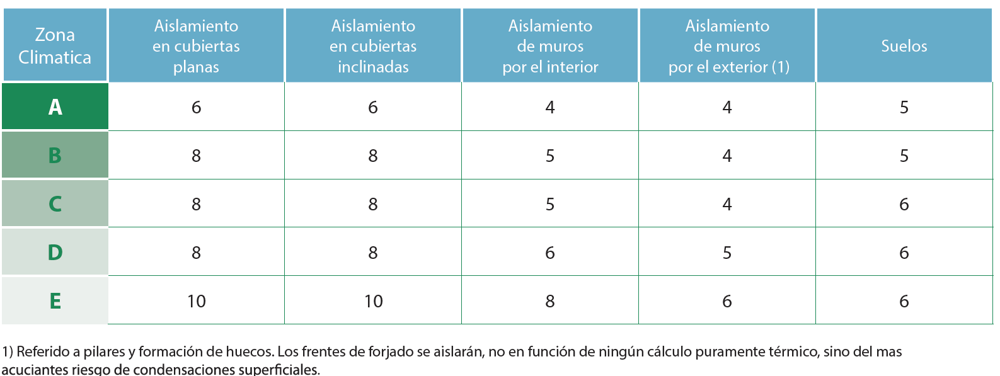 Zona
Climatica
Aislamiento
en cubiertas
planas
Aislamiento
en cubiertas
inclinadas
Aislamiento
de muros
por el interior
Aislamiento
de muros
por el exterior (1)
Suelos
A 6 6 4 4 5
B 8 8 5 4 5
C 8 8 5 4 6
D 8 8 6 5 6
E 10 10 8 6 6
1) Referido a pilares y formación de huecos. Los frentes de forjado se aislarán, no en función de ningún cálculo puramente térmico, sino del mas
acuciantes riesgo de condensaciones superficiales.